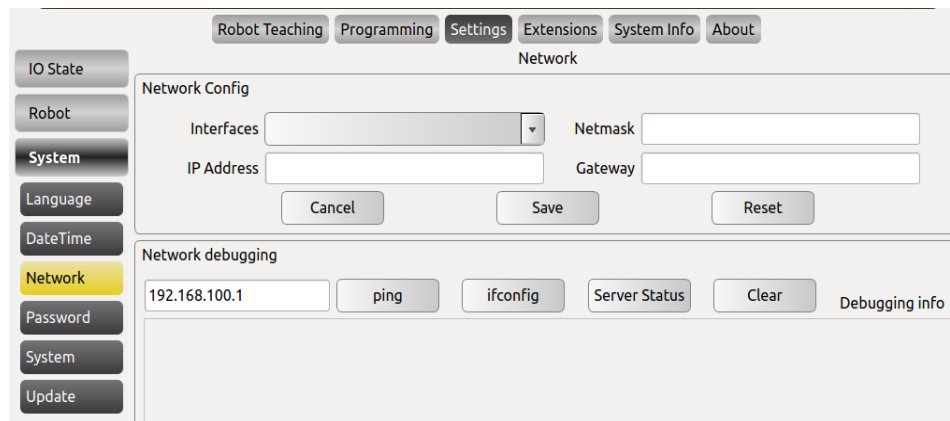 Robot Teaching Programming Settings Extensions System Info About
Network
IO State
Robot
System
Language
DateTime
Network
Password
System
Update
Network Config
Interfaces Netmask
IP Address Gateway
Cancel Save Reset
Network debugging
192.168.100.1 ping ifconfig Server Status Clear Debugging info